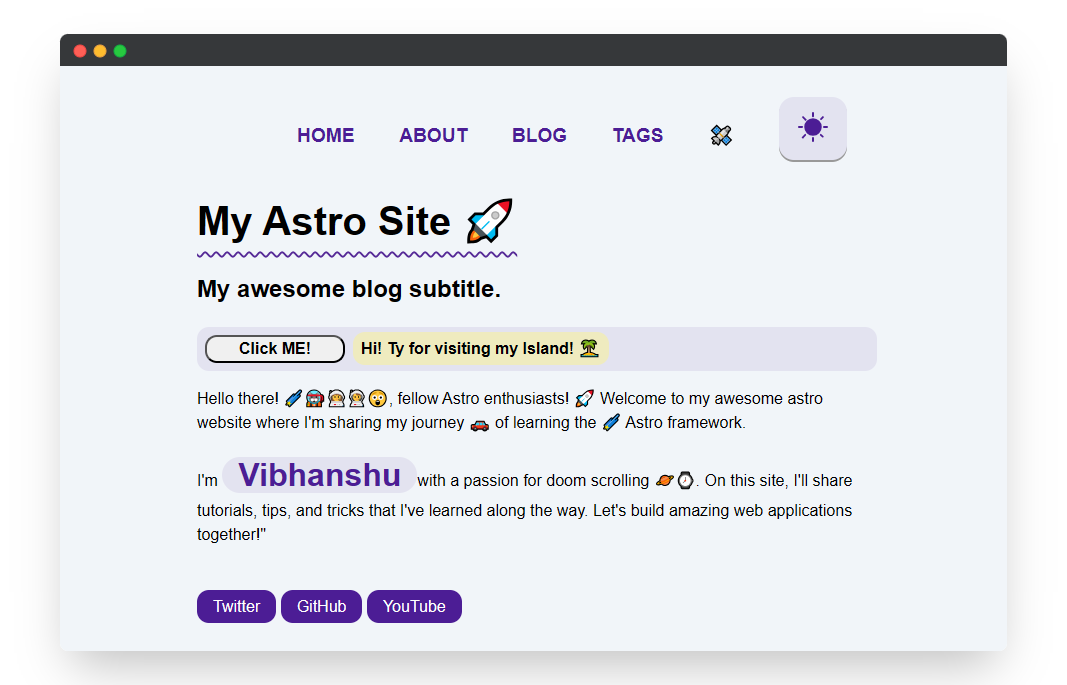 HOME ABOUT BLOG TAGS 🛰️
My Astro Site 🚀
My awesome blog subtitle.
Click ME! Hi! Ty for visiting my Island! 🏝️
Hello there! ☄️🤖👩‍🚀👩‍🚀😲, fellow Astro enthusiasts! 🚀 Welcome to my awesome astro
website where I'm sharing my journey 🚗 of learning the ☄️ Astro framework.
I'm Vibhanshu with a passion for doom scrolling 🪐⌚. On this site, I'll share
tutorials, tips, and tricks that I've learned along the way. Let's build amazing web applications
together!"
Twitter GitHub YouTube